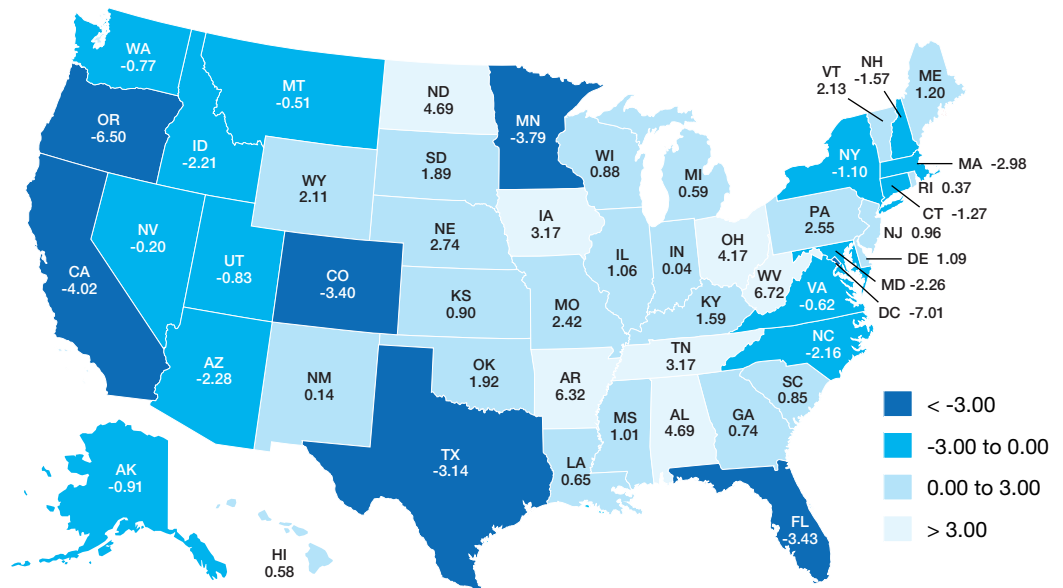 WA
-0.77
OR
-6.50
CA
-4.02
ID
-2.21
NV
-0.20
MT
-0.51
WY
2.11
UT
-0.83
AZ
-2.28
CO
-3.40
NM
0.14
ND
4.69
SD
1.89
NE
2.74
KS
0.90
OK
1.92
TX
-3.14
MN
-3.79
IA
3.17
MO
2.42
AR
6.32
LA
0.65
WI
0.88
IL
1.06
MI
0.59
IN
0.04
OH
4.17
KY
1.59
TN
3.17
MS
1.01
AL
4.69
GA
0.74
FL
-3.43
SC
0.85
NC
-2.16
VA
-0.62
WV
6.72
PA
2.55
NY
-1.10
VT
2.13
NH
-1.57
ME
1.20
MA -2.98
RI 0.37
CT -1.27
NJ 0.96
DE 1.09
MD -2.26
DC -7.01
AK
-0.91
HI
0.58
< -3.00
-3.00 to 0.00
0.00 to 3.00
> 3.00